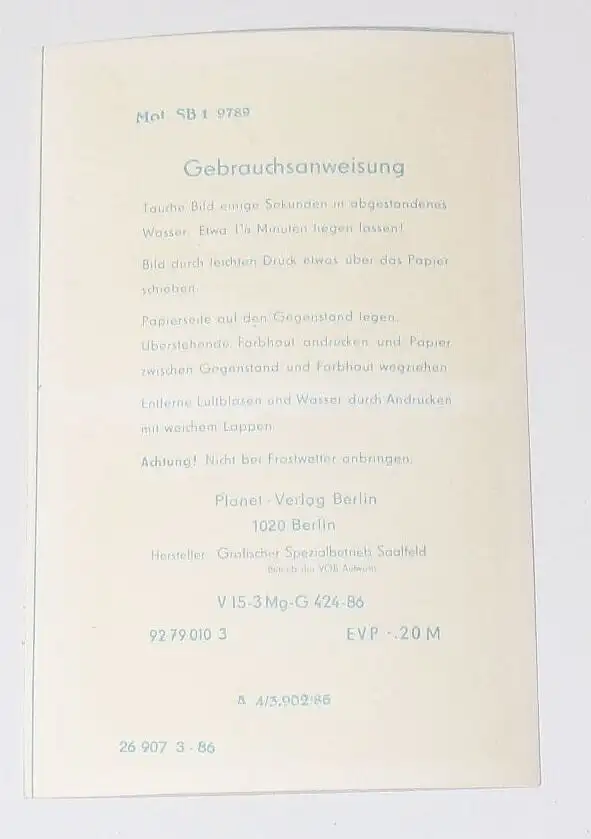 Mot SB 1 9789
Gebrauchsanweisung
Tauche Bild einige Sekunden in abgestandenes
Wasser. Etwa 1½ Minuten liegen lassen!
Bild durch leichten Druck etwas über das Papier
schieben.
Papierseite auf den Gegenstand legen.
Überstehende Farbhaut andrücken und Papier
zwischen Gegenstand und Farbhaut wegziehen
Entferne Luftblasen und Wasser durch Andrücken
mit weichem Lappen.
Achtung! Nicht bei Frostwetter anbringen.
Planet-Verlag Berlin
1020 Berlin
Hersteller: Grafischer Spezialbetrieb Saalfeld
Betrieb der VOB Aufwärts
V 15-3 Mg-G 424-86
92 79 010 3 EVP -.20 M
A 4/3.902/86
26 907 3-86